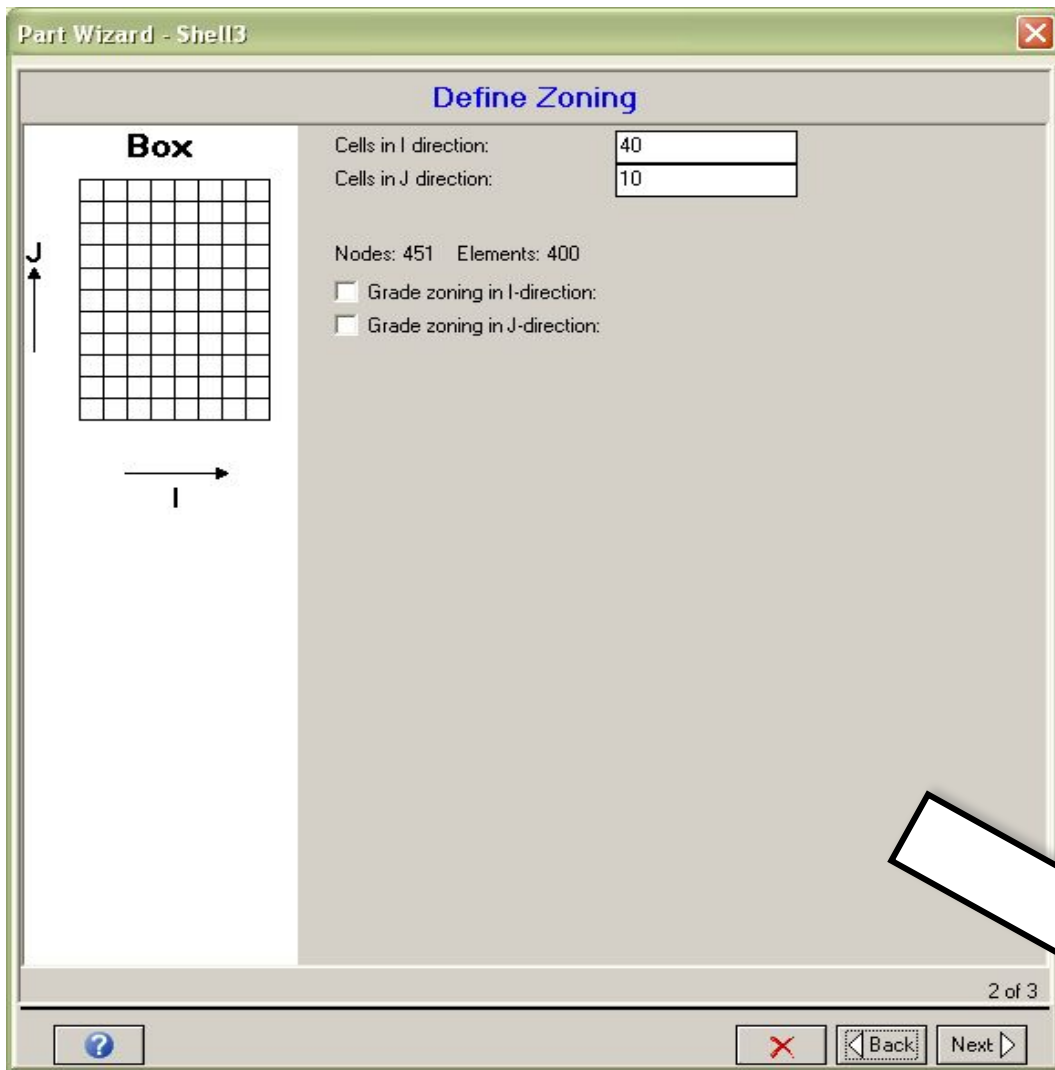 Part Wizard - Shell3
Define Zoning
Box
J
I
Cells in I direction: 40
Cells in J direction: 10
Nodes: 451 Elements: 400
Grade zoning in I-direction:
Grade zoning in J-direction:
2 of 3
? Back Next